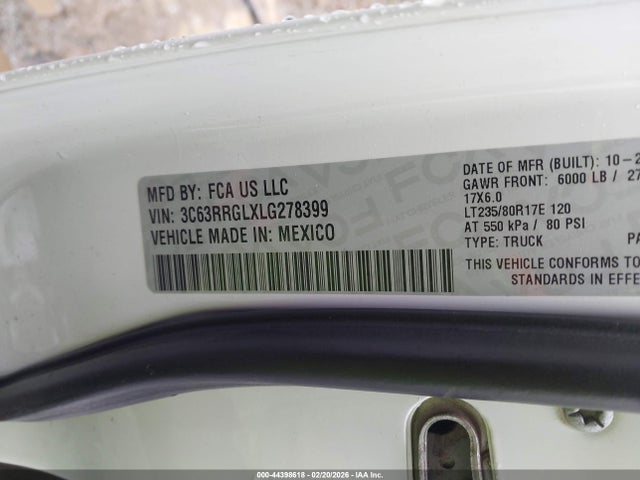 MFD BY: FCA US LLC
VIN: 3C63RRGLXLG278399
VEHICLE MADE IN: MEXICO
DATE OF MFR (BUILT): 10-2
GAWR FRONT: 6000 LB / 27
17X6.0
LT235/80R17E 120
AT 550 kPa / 80 PSI
TYPE: TRUCK PA
THIS VEHICLE CONFORMS TO
STANDARDS IN EFFE
000-44398618 - 02/20/2026 - IAAI Inc.